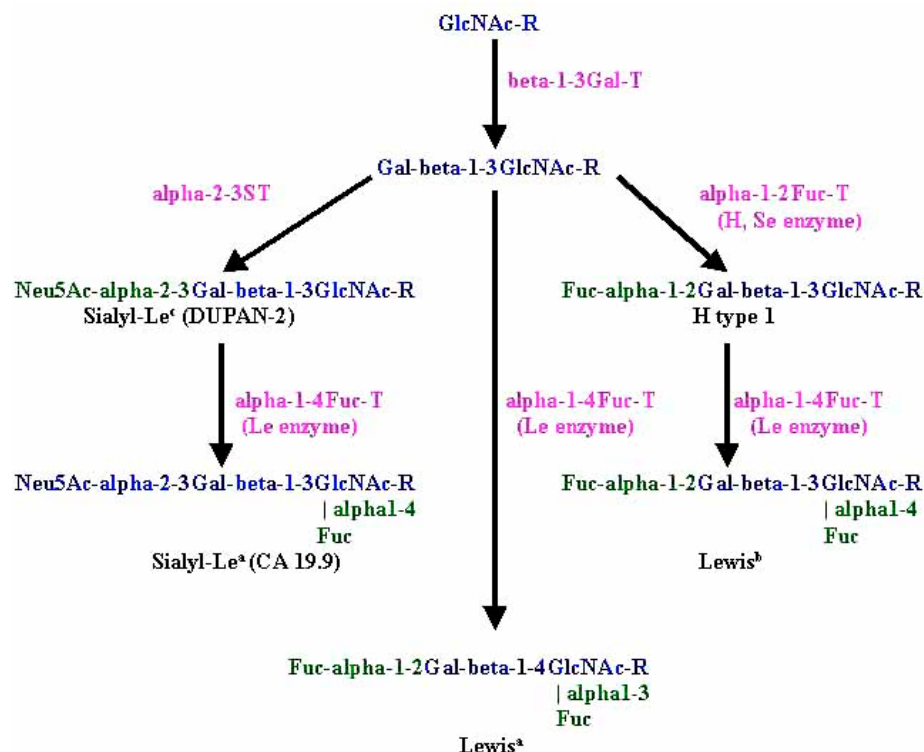 GlcNAc-R
beta-1-3Gal-T
Gal-beta-1-3GlcNAc-R
alpha-2-3ST
alpha-1-2Fuc-T
(H, Se enzyme)
Neu5Ac-alpha-2-3Gal-beta-1-3GlcNAc-R
Sialyl-Leᶜ (DUPAN-2)
Fuc-alpha-1-2Gal-beta-1-3GlcNAc-R
H type 1
alpha-1-4Fuc-T
(Le enzyme)
alpha-1-4Fuc-T
(Le enzyme)
alpha-1-4Fuc-T
(Le enzyme)
Neu5Ac-alpha-2-3Gal-beta-1-3GlcNAc-R
| alpha1-4
Fuc
Sialyl-Leᵃ (CA 19.9)
Fuc-alpha-1-2Gal-beta-1-3GlcNAc-R
| alpha1-4
Fuc
Lewisᵇ
Fuc-alpha-1-2Gal-beta-1-4GlcNAc-R
| alpha1-3
Fuc
Lewisᵃ